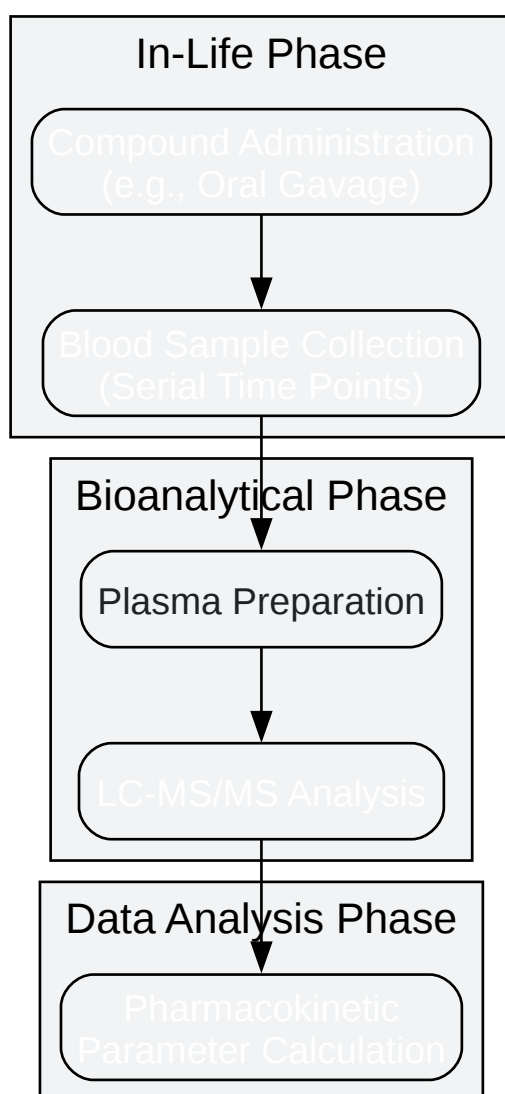 In-Life Phase
Compound Administration
(e.g., Oral Gavage)
Blood Sample Collection
(Serial Time Points)
Bioanalytical Phase
Plasma Preparation
LC-MS/MS Analysis
Data Analysis Phase
Pharmacokinetic
Parameter Calculation